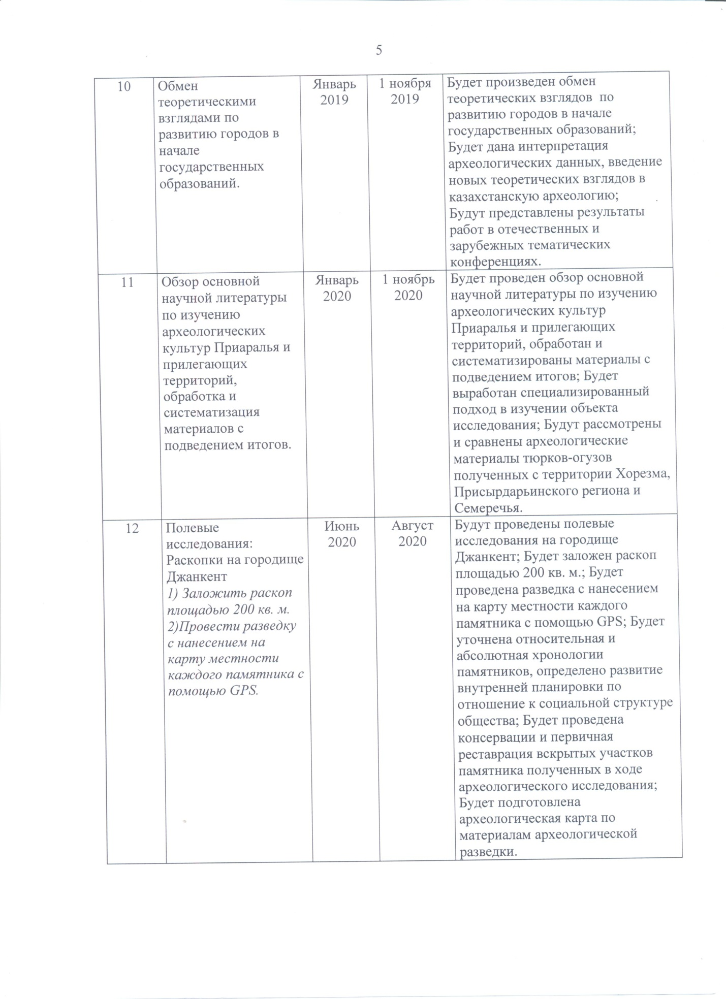 5
10
Обмен
теоретическими
взглядами по
развитию городов в
начале
государственных
образований.
Январь
2019
1 ноября
2019
Будет произведен обмен
теоретических взглядов по
развитию городов в начале
государственных образований;
Будет дана интерпретация
археологических данных, введение
новых теоретических взглядов в
казахстанскую археологию;
Будут представлены результаты
работ в отечественных и
зарубежных тематических
конференциях.
11
Обзор основной
научной литературы
по изучению
археологических
культур Приаралья и
прилегающих
территорий,
обработка и
систематизация
материалов с
подведением итогов.
Январь
2020
1 ноябрь
2020
Будет проведен обзор основной
научной литературы по изучению
археологических культур
Приаралья и прилегающих
территорий, обработан и
систематизированы материалы с
подведением итогов; Будет
выработан специализированный
подход в изучении объекта
исследования; Будут рассмотрены
и сравнены археологические
материалы тюрков-огузов
полученных с территории Хорезма,
Присырдарьинского региона и
Семеречья.
12
Полевые
исследования:
Раскопки на городище
Джанкент
1) Заложить раскоп
площадью 200 кв. м.
2)Провести разведку
с нанесением на
карту местности
каждого памятника с
помощью GPS.
Июнь
2020
Август
2020
Будут проведены полевые
исследования на городище
Джанкент; Будет заложен раскоп
площадью 200 кв. м.; Будет
проведена разведка с нанесением
на карту местности каждого
памятника с помощью GPS; Будет
уточнена относительная и
абсолютная хронологии
памятников, определено развитие
внутренней планировки по
отношение к социальной структуре
общества; Будет проведена
консервации и первичная
реставрация вскрытых участков
памятника полученных в ходе
археологического исследования;
Будет подготовлена
археологическая карта по
материалам археологической
разведки.